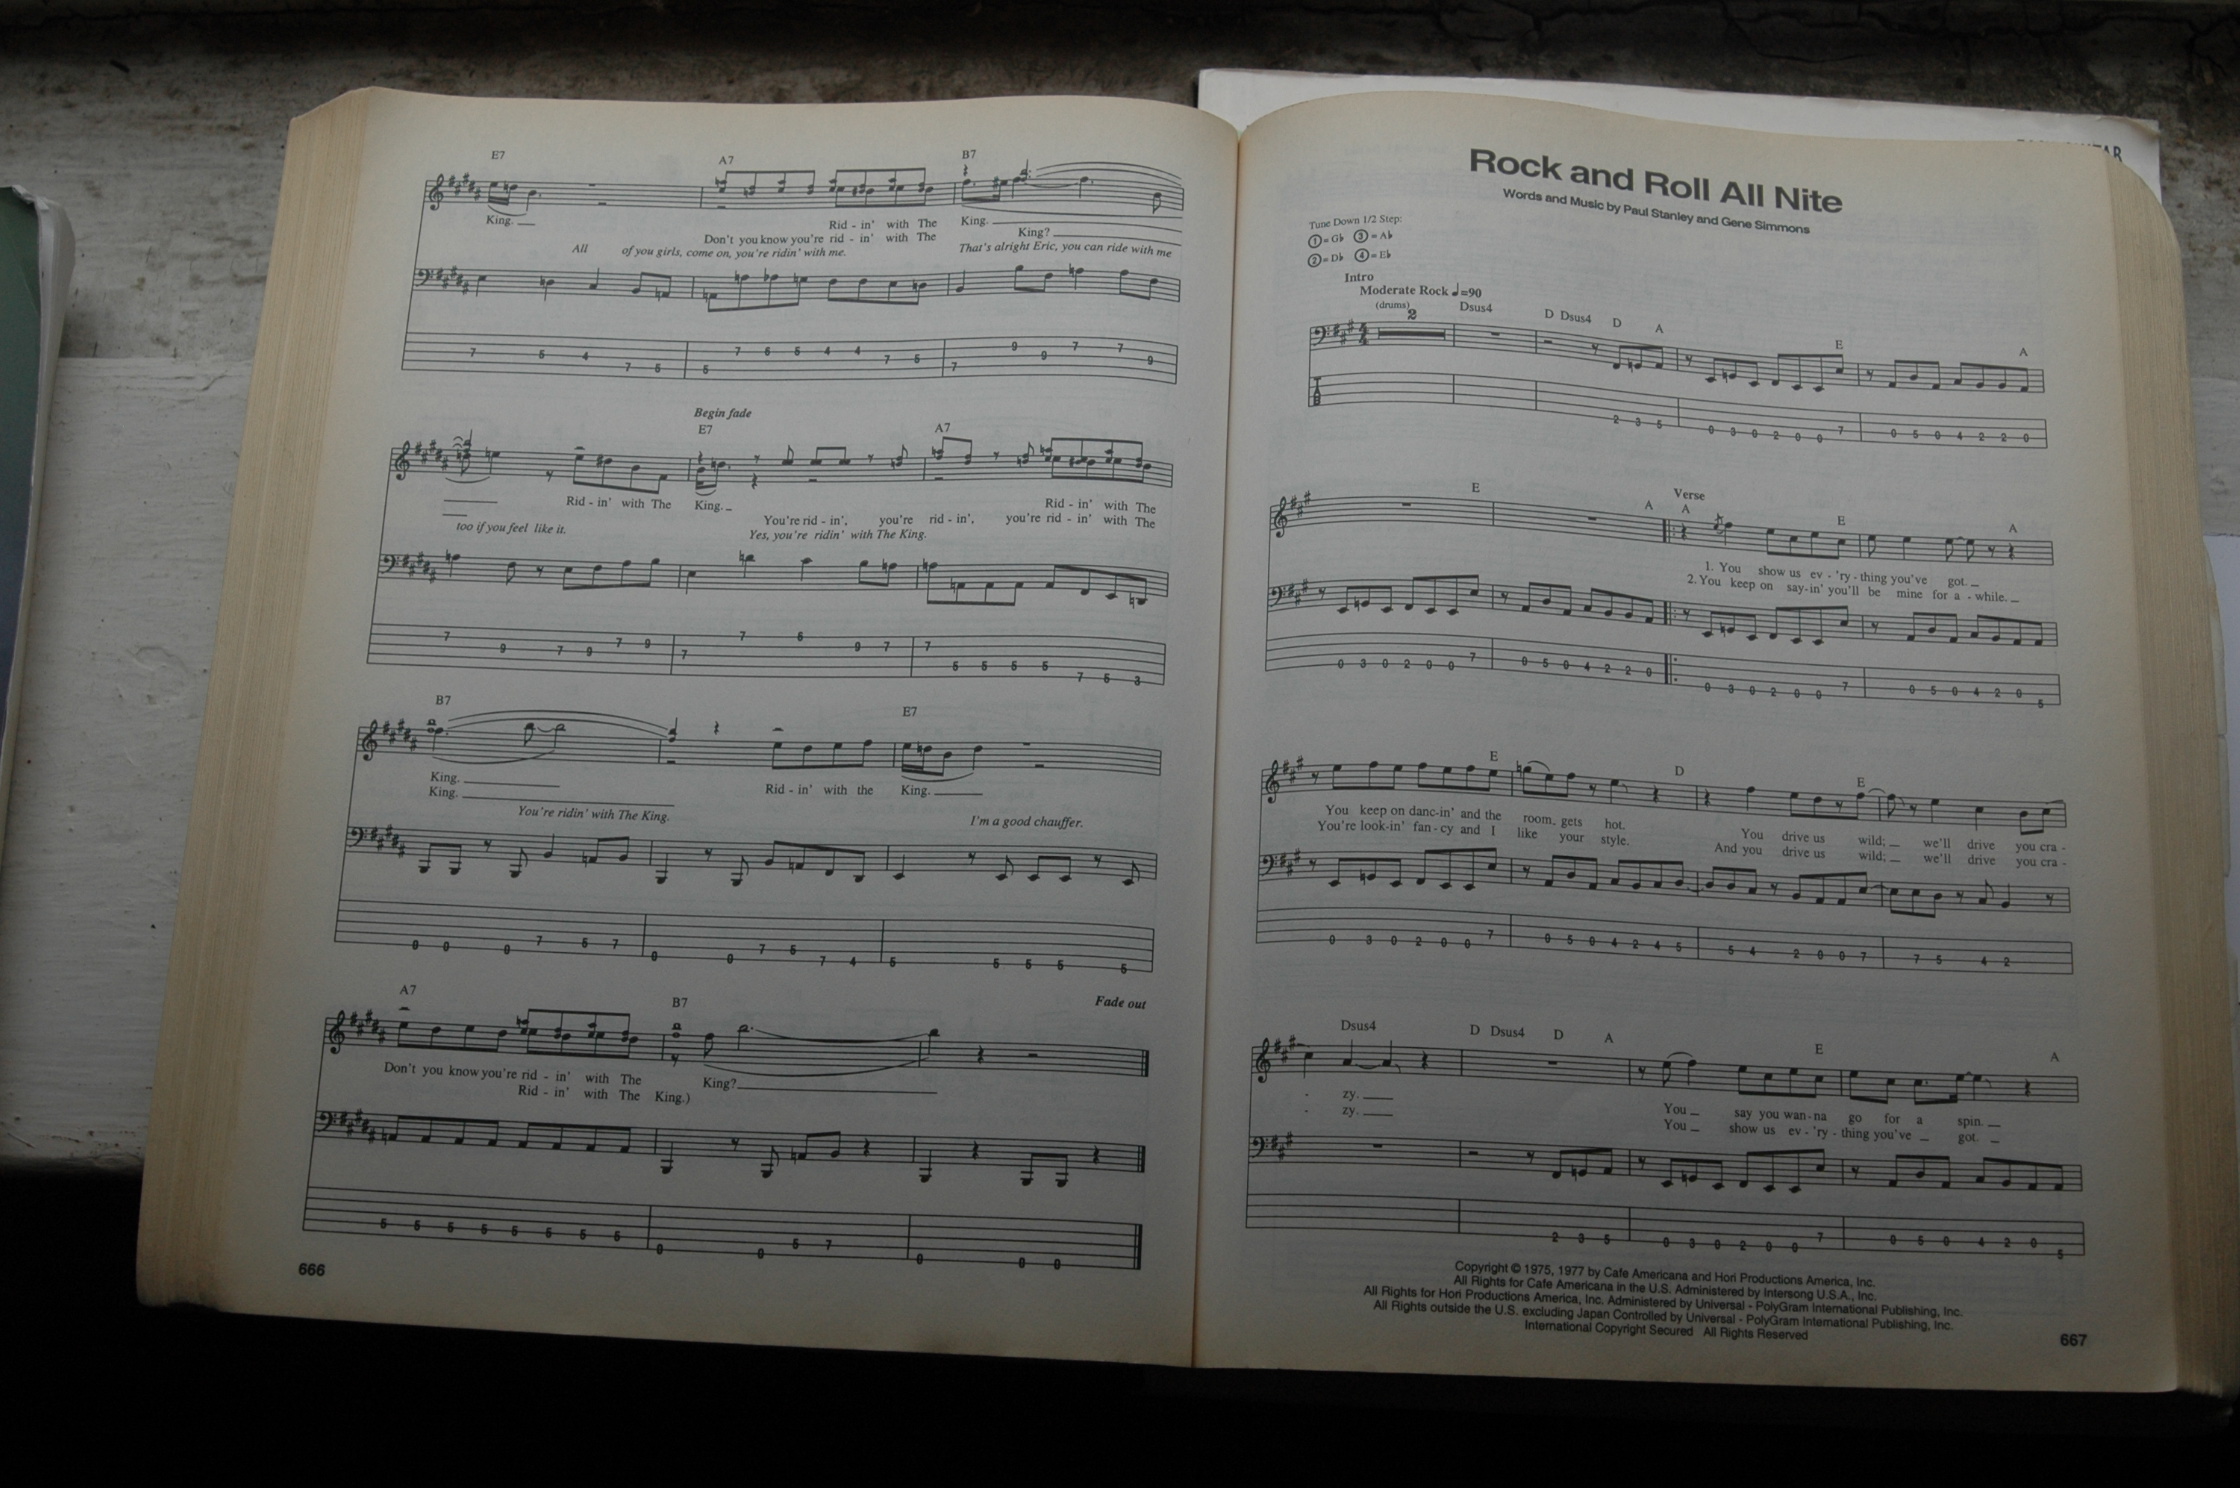 E7 A7 B7
King. Rid - in' with The King.
Don't you know you're rid - in' with The King?
All of you girls, come on, you're ridin' with me. That's alright Eric, you can ride with me
7 5 4 7 5 5 7 6 5 4 4 7 5 7 9 9 7 7 9
Begin fade
E7 A7
Rid - in' with The King. Rid - in' with The
You're rid - in', you're rid - in', you're rid - in' with The
too if you feel like it. Yes, you're ridin' with The King.
7 9 7 9 7 9 7 7 6 9 7 7 5 5 5 5 7 5 3
B7 E7
King. Rid - in' with the King.
King.
You're ridin' with The King. I'm a good chauffer.
0 0 0 7 5 7 0 0 7 5 7 4 5 5 5 5 5
A7 B7 Fade out
Don't you know you're rid - in' with The King?
Rid - in' with The King.)
5 5 5 5 5 5 5 5 0 0 5 7 0 0 0
666
TAR
Rock and Roll All Nite
Words and Music by Paul Stanley and Gene Simmons
Tune Down 1/2 Step:
①=G♭ ③=A♭
②=D♭ ④=E♭
Intro
Moderate Rock ♩=90
(drums) Dsus4 D Dsus4 D A E A
2
T A B
2 3 5 0 3 0 2 0 0 7 0 5 0 4 2 2 0
Verse
E A A E A
1. You show us ev - 'ry - thing you've got.
2. You keep on say-in' you'll be mine for a - while.
0 3 0 2 0 0 7 0 5 0 4 2 2 0 0 3 0 2 0 0 7 0 5 0 4 2 0 5
E D E
You keep on danc-in' and the room gets hot. You drive us wild; we'll drive you cra -
You're look-in' fan-cy and I like your style. And you drive us wild; we'll drive you cra -
0 3 0 2 0 0 7 0 5 0 4 2 4 5 5 4 2 0 0 7 7 5 4 2
Dsus4 D Dsus4 D A E A
- zy. You say you wan-na go for a spin.
- zy. You show us ev - 'ry - thing you've got.
2 3 5 0 3 0 2 0 0 7 0 5 0 4 2 0 5
Copyright © 1975, 1977 by Cafe Americana and Hori Productions America, Inc.
All Rights for Cafe Americana in the U.S. Administered by Intersong U.S.A., Inc.
All Rights for Hori Productions America, Inc. Administered by Universal - PolyGram International Publishing, Inc.
All Rights outside the U.S. excluding Japan Controlled by Universal - PolyGram International Publishing, Inc.
International Copyright Secured All Rights Reserved
667